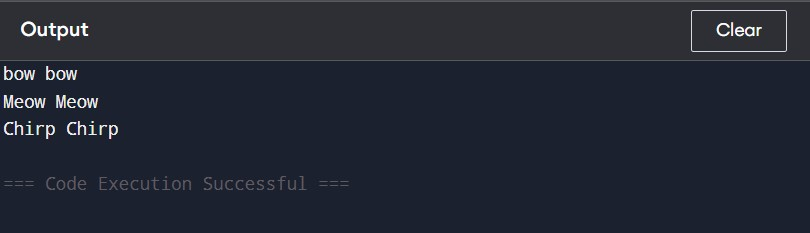 Output
Clear
bow bow
Meow Meow
Chirp Chirp
=== Code Execution Successful ===